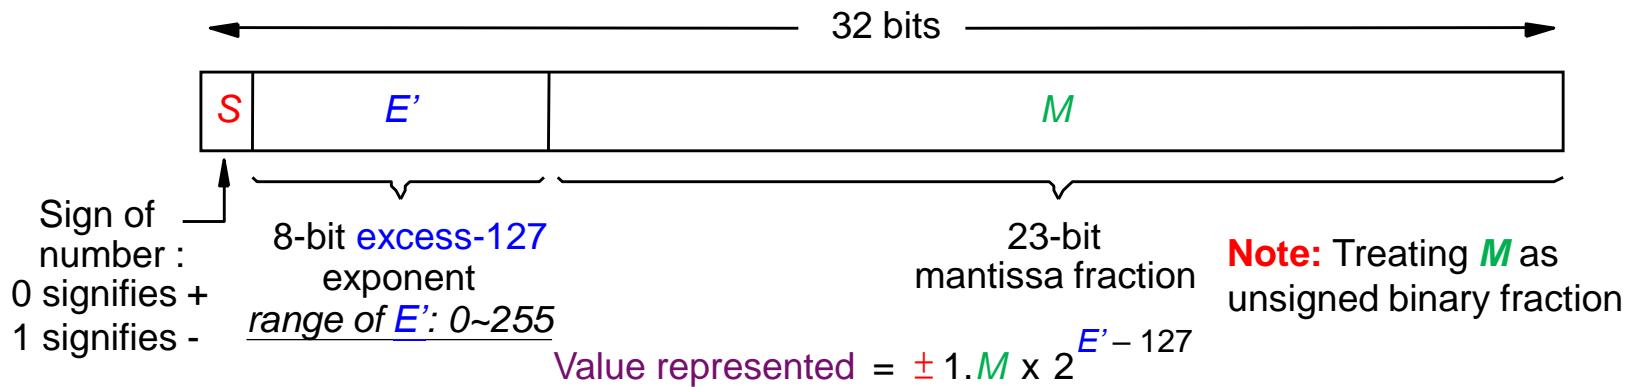 32 bits
S E’ M
Sign of
number :
0 signifies +
1 signifies -
8-bit excess-127
exponent
range of E’: 0~255
23-bit
mantissa fraction
Note: Treating M as
unsigned binary fraction
Value represented = ± 1.M x 2^E’ – 127